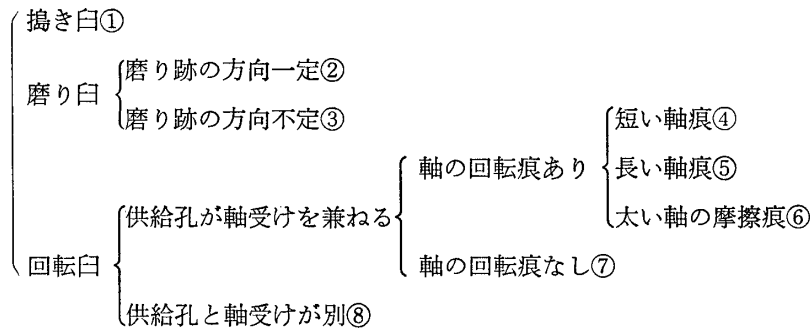 搗き臼①
磨り臼
磨り跡の方向一定②
磨り跡の方向不定③
回転臼
供給孔が軸受けを兼ねる
軸の回転痕あり
短い軸痕④
長い軸痕⑤
太い軸の摩擦痕⑥
軸の回転痕なし⑦
供給孔と軸受けが別⑧